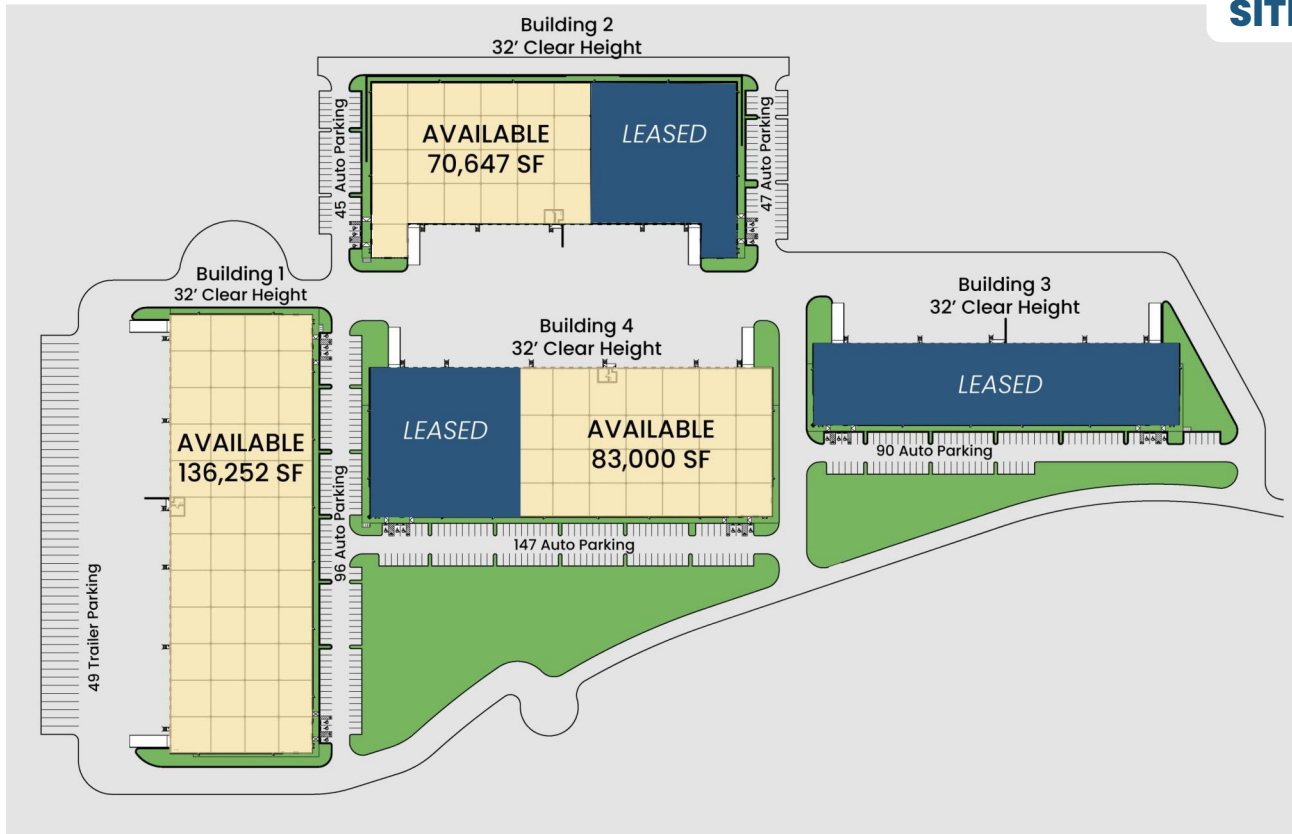 Building 2
32' Clear Height
45 Auto Parking
AVAILABLE
70,647 SF
LEASED
47 Auto Parking
Building 1
32' Clear Height
AVAILABLE
136,252 SF
49 Trailer Parking
96 Auto Parking
Building 4
32' Clear Height
LEASED
AVAILABLE
83,000 SF
147 Auto Parking
Building 3
32' Clear Height
LEASED
90 Auto Parking